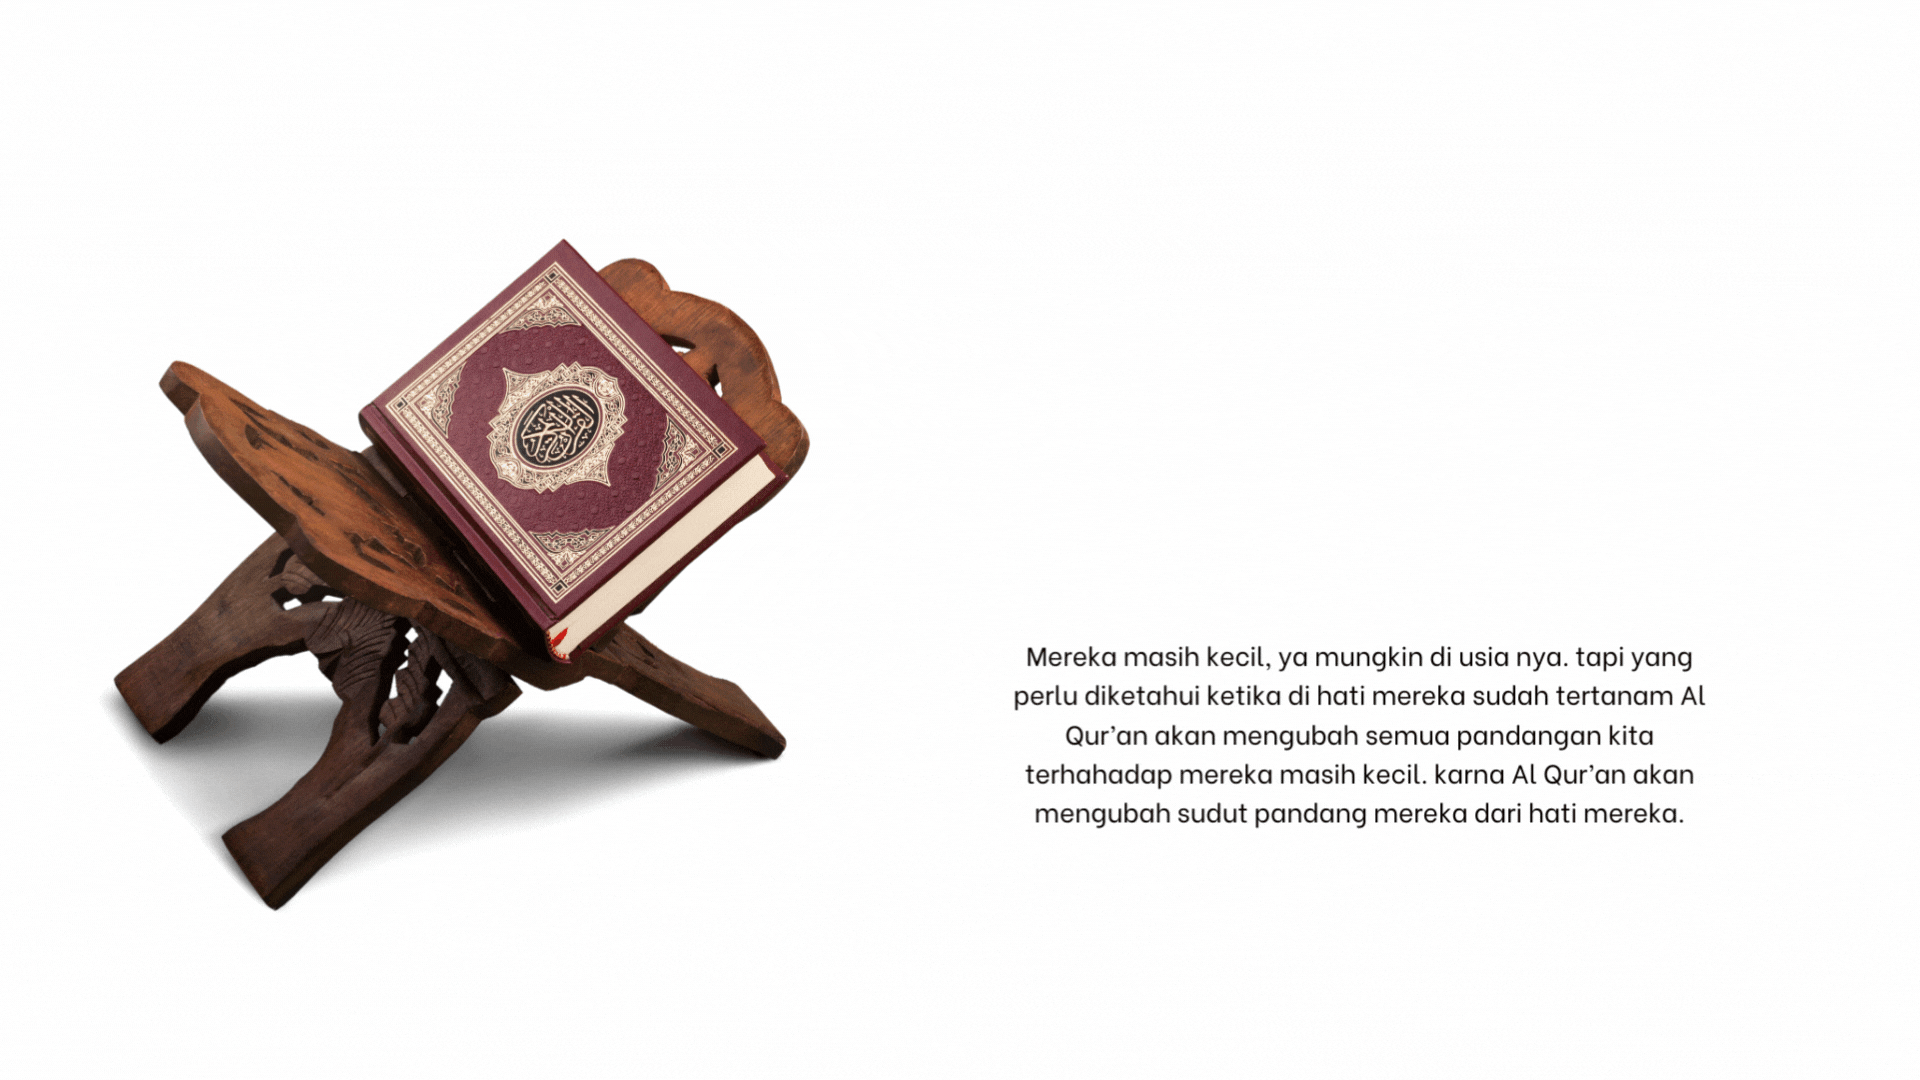 القرآن الكريم
Mereka masih kecil, ya mungkin di usia nya. tapi yang
perlu diketahui ketika di hati mereka sudah tertanam Al
Qur’an akan mengubah semua pandangan kita
terhahadap mereka masih kecil. karna Al Qur’an akan
mengubah sudut pandang mereka dari hati mereka.